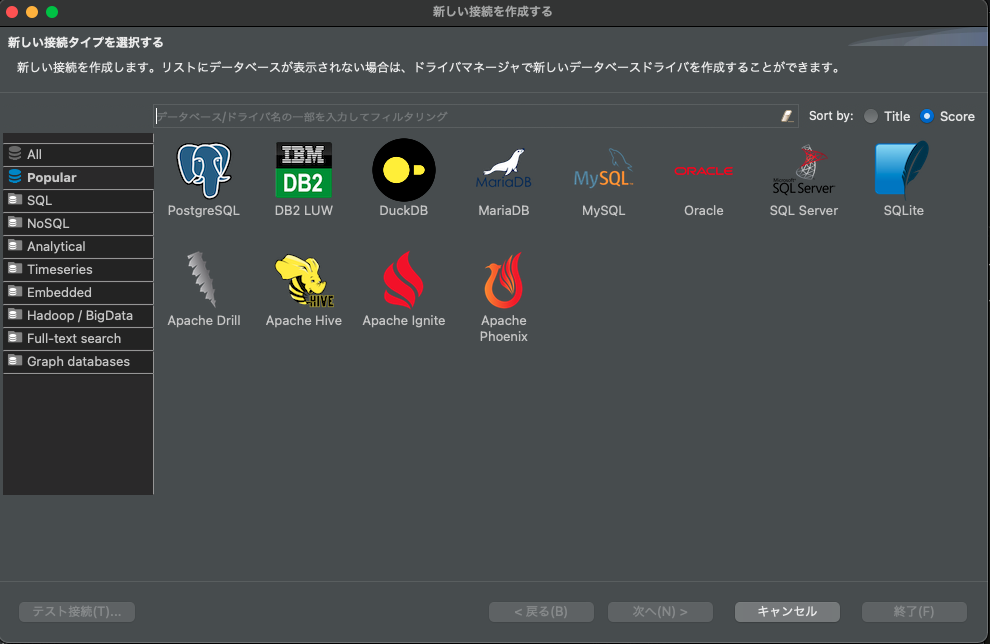 新しい接続を作成する
新しい接続タイプを選択する
新しい接続を作成します。リストにデータベースが表示されない場合は、ドライバマネージャで新しいデータベースドライバを作成することができます。
データベース/ドライバ名の一部を入力してフィルタリング
Sort by: Title Score
All
Popular
SQL
NoSQL
Analytical
Timeseries
Embedded
Hadoop / BigData
Full-text search
Graph databases
IBM
DB2
MariaDB
MySQL
ORACLE
Microsoft
SQL Server
PostgreSQL DB2 LUW DuckDB MariaDB MySQL Oracle SQL Server SQLite
HIVE
Apache Drill Apache Hive Apache Ignite Apache
Phoenix
テスト接続(T)... < 戻る(B) 次へ(N) > キャンセル 終了(F)